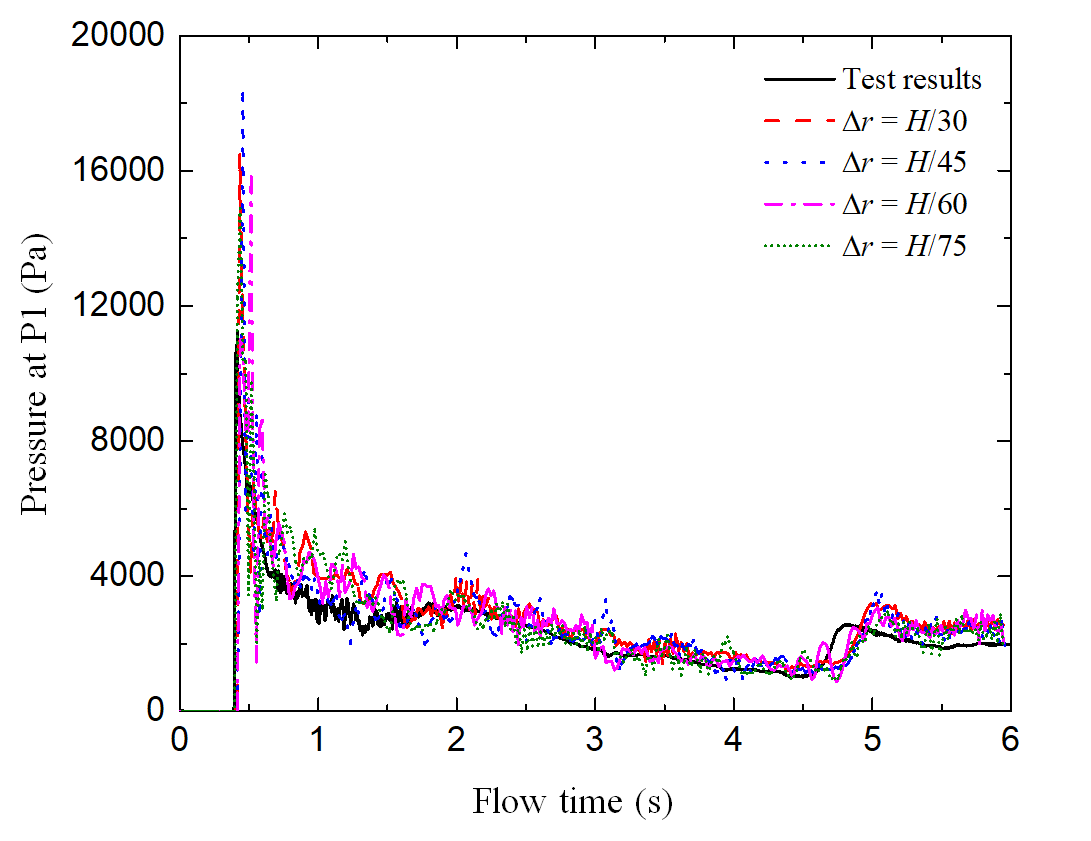 20000
16000
12000
8000
4000
0
Pressure at P1 (Pa)
Test results
Δr = H/30
Δr = H/45
Δr = H/60
Δr = H/75
0 1 2 3 4 5 6
Flow time (s)